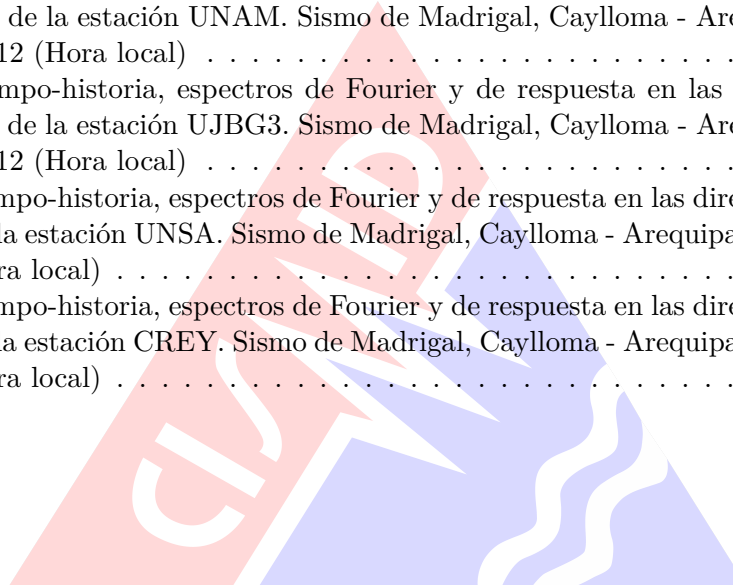 de la estación UNAM. Sismo de Madrigal, Caylloma - Are
12 (Hora local) . . . . . . . . . . . . . . . . . . . . . . . .
mpo-historia, espectros de Fourier y de respuesta en las
de la estación UJBG3. Sismo de Madrigal, Caylloma - Are
12 (Hora local) . . . . . . . . . . . . . . . . . . . . . . . .
mpo-historia, espectros de Fourier y de respuesta en las dire
la estación UNSA. Sismo de Madrigal, Caylloma - Arequipa
ra local) . . . . . . . . . . . . . . . . . . . . . . . . . . . .
mpo-historia, espectros de Fourier y de respuesta en las dire
la estación CREY. Sismo de Madrigal, Caylloma - Arequipa
ra local) . . . . . . . . . . . . . . . . . . . . . . . . . . . .
CISMID